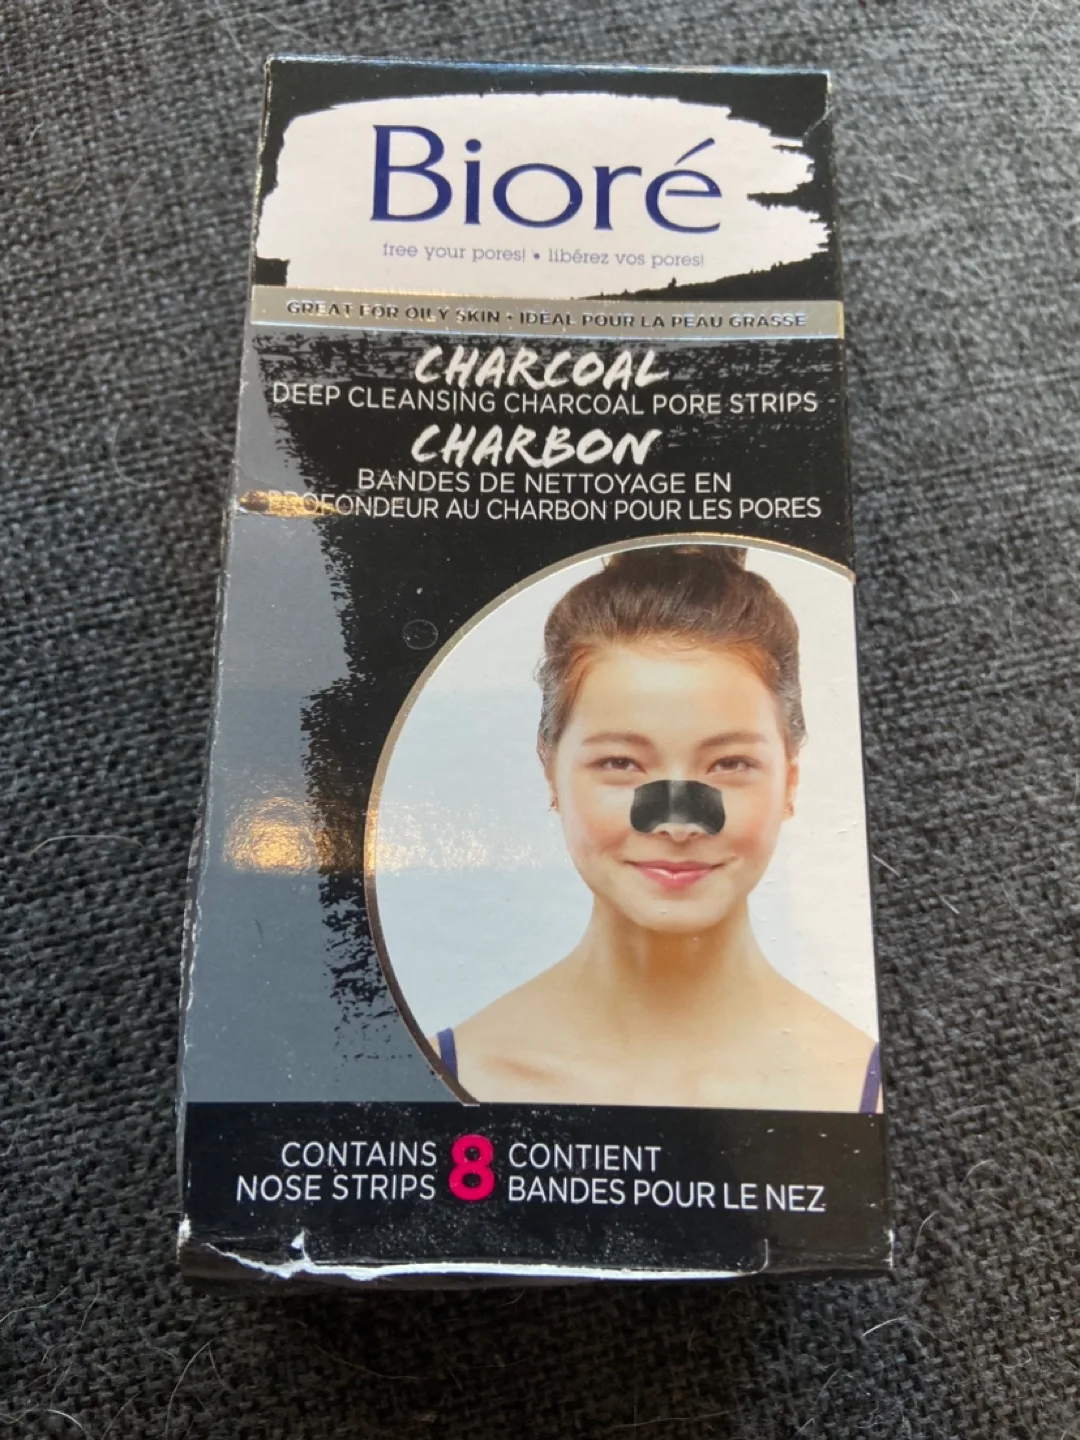 Bioré
free your pores! • libérez vos pores!
GREAT FOR OILY SKIN • IDÉAL POUR LA PEAU GRASSE
CHARCOAL
DEEP CLEANSING CHARCOAL PORE STRIPS
CHARBON
BANDES DE NETTOYAGE EN
PROFONDEUR AU CHARBON POUR LES PORES
CONTAINS 8 CONTIENT
NOSE STRIPS BANDES POUR LE NEZ